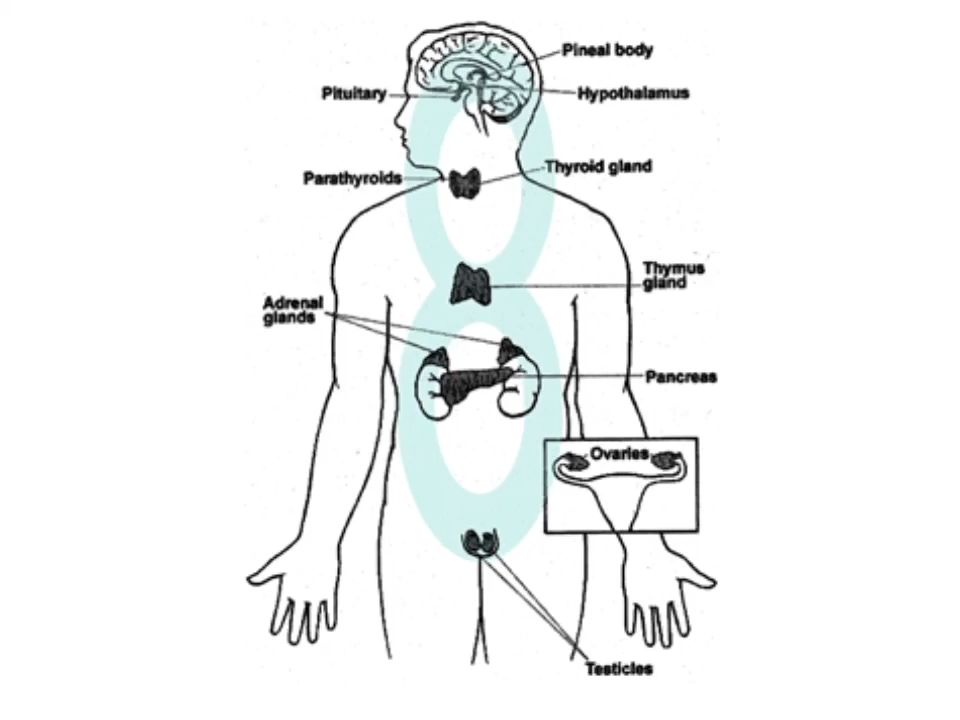 Pineal body
Pituitary
Hypothalamus
Thyroid gland
Parathyroids
Thymus
gland
Adrenal
glands
Pancreas
Ovaries
Testicles